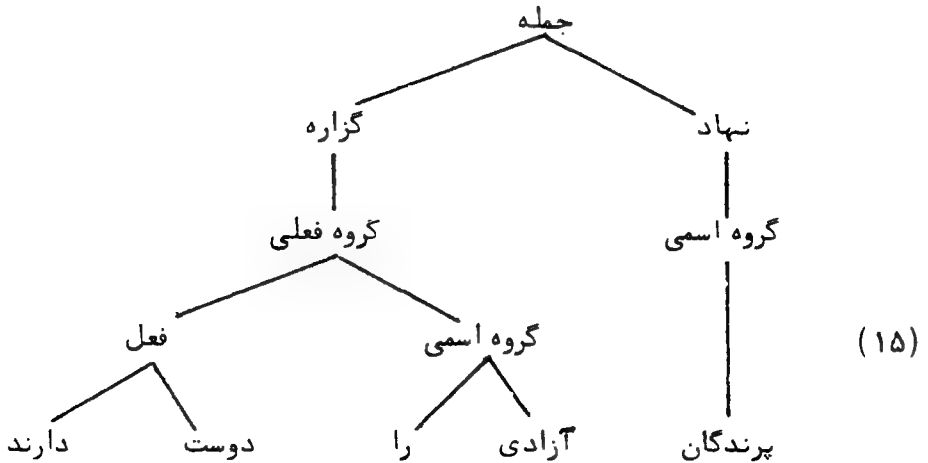 جمله
نهاد گزاره
گروه اسمی گروه فعلی
(۱۵) گروه اسمی فعل
پرندگان آزادی را دوست دارند